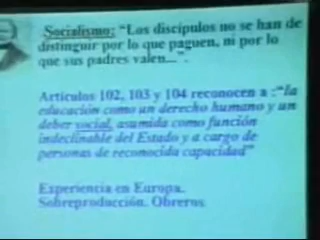 Socialismo: "Los discípulos no se han de
distinguir por lo que paguen, ni por lo
que sus padres valen...".
Artículos 102, 103 y 104 reconocen a :"la
educación como un derecho humano y un
deber social, asumida como función
indeclinable del Estado y a cargo de
personas de reconocida capacidad"
Experiencia en Europa.
Sobreproducción. Obreros